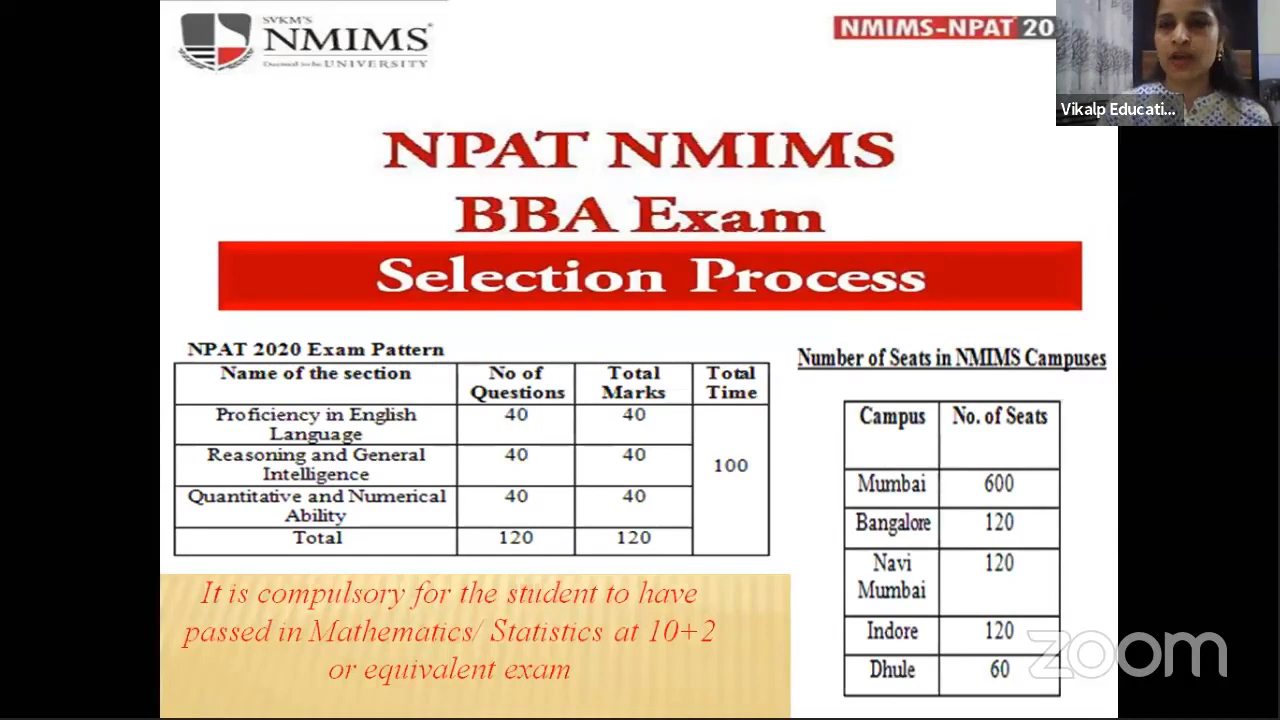 SVKM'S
NMIMS
Deemed to be UNIVERSITY
NMIMS-NPAT 20
Vikalp Educati...
NPAT NMIMS
BBA Exam
Selection Process
NPAT 2020 Exam Pattern
Name of the section No of Questions Total Marks Total Time
Proficiency in English Language 40 40 100
Reasoning and General Intelligence 40 40
Quantitative and Numerical Ability 40 40
Total 120 120
It is compulsory for the student to have
passed in Mathematics/ Statistics at 10+2
or equivalent exam
Number of Seats in NMIMS Campuses
Campus No. of Seats
Mumbai 600
Bangalore 120
Navi Mumbai 120
Indore 120
Dhule 60
zoom